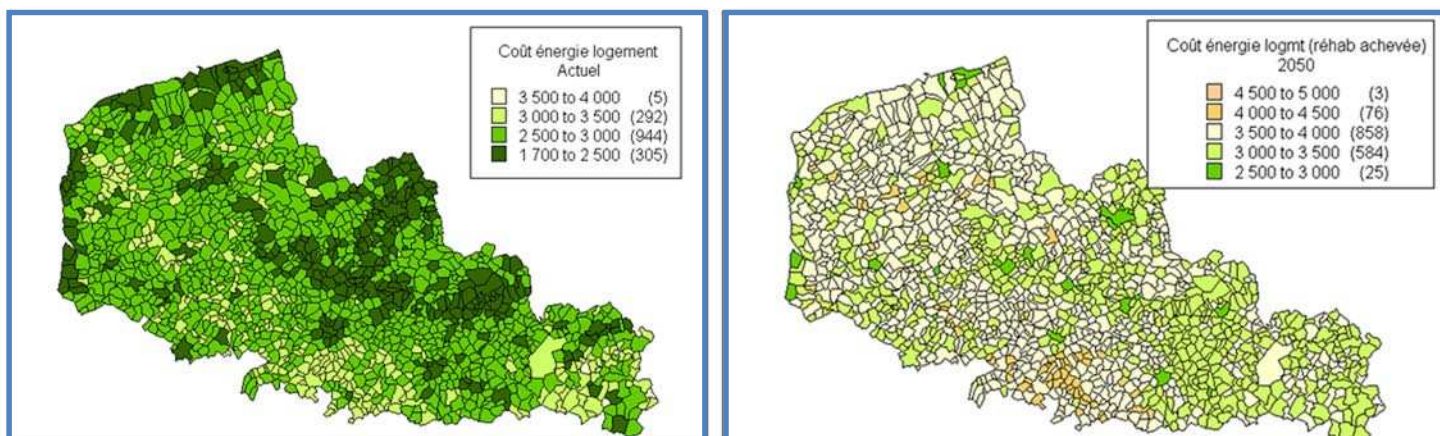 Coût énergie logement
Actuel
3 500 to 4 000 (5)
3 000 to 3 500 (292)
2 500 to 3 000 (944)
1 700 to 2 500 (305)
Coût énergie logmt (réhab achevée)
2050
4 500 to 5 000 (3)
4 000 to 4 500 (76)
3 500 to 4 000 (858)
3 000 to 3 500 (584)
2 500 to 3 000 (25)